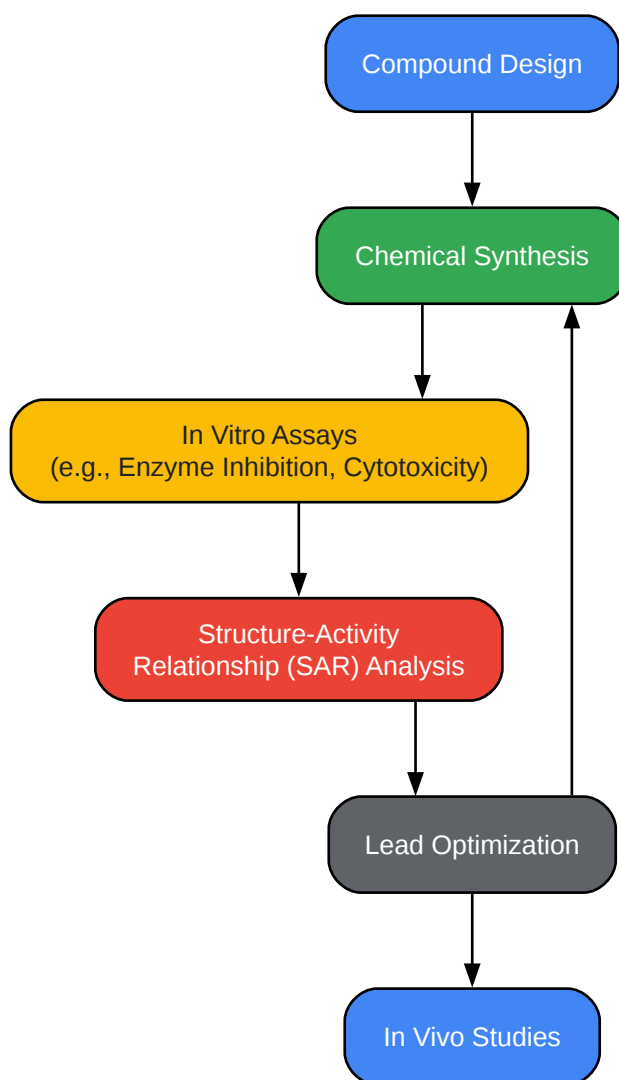 Compound Design
Chemical Synthesis
In Vitro Assays
(e.g., Enzyme Inhibition, Cytotoxicity)
Structure-Activity
Relationship (SAR) Analysis
Lead Optimization
In Vivo Studies